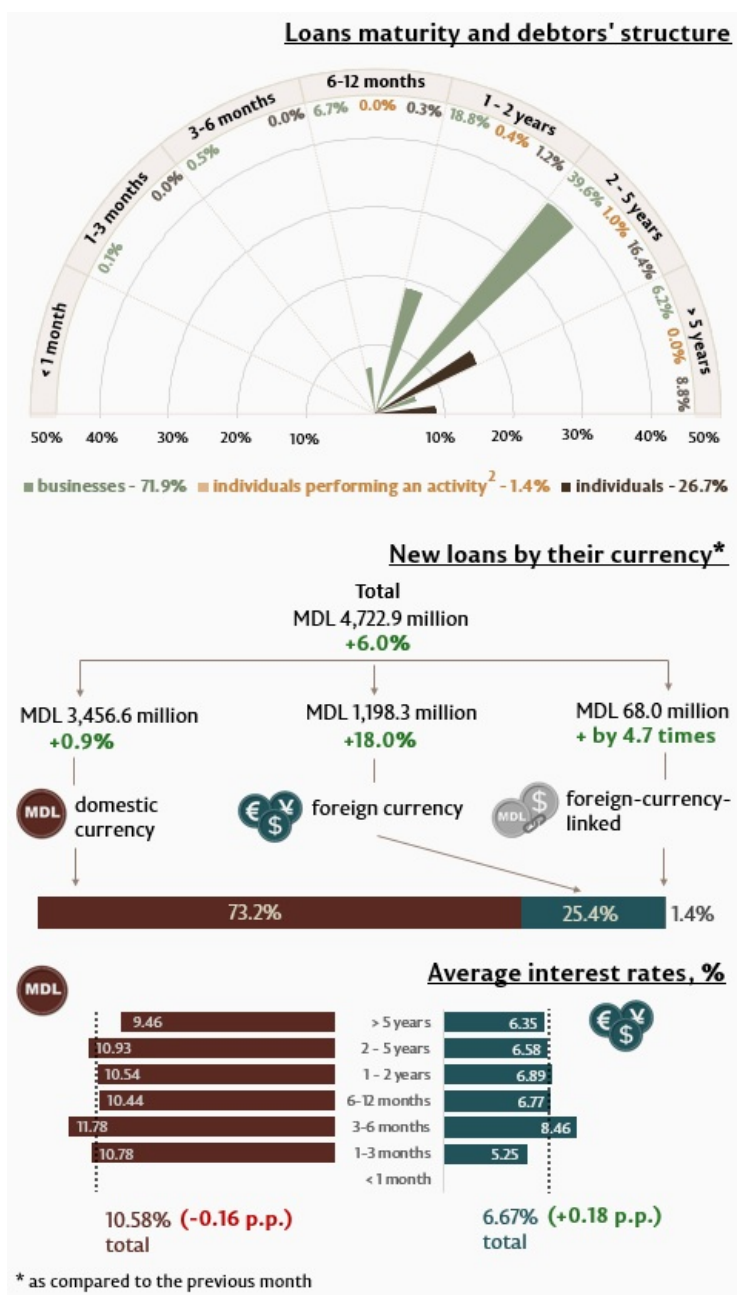 Loans maturity and debtors' structure
< 1 month
1-3 months
3-6 months
6-12 months
1 - 2 years
2 - 5 years
> 5 years
0.1%
0.0% 0.5%
0.0% 6.7% 0.0% 0.3%
18.8% 0.4% 1.2%
39.6% 1.0% 16.4%
6.2% 0.0% 8.8%
50% 40% 30% 20% 10% 10% 20% 30% 40% 50%
businesses - 71.9% individuals performing an activity2 - 1.4% individuals - 26.7%
New loans by their currency*
Total
MDL 4,722.9 million
+6.0%
MDL 3,456.6 million
+0.9%
MDL 1,198.3 million
+18.0%
MDL 68.0 million
+ by 4.7 times
MDL
domestic
currency
€ ¥
$
foreign currency
MDL $
foreign-currency-
linked
73.2% 25.4% 1.4%
Average interest rates, %
MDL
€ ¥
$
9.46 > 5 years 6.35
10.93 2 - 5 years 6.58
10.54 1 - 2 years 6.89
10.44 6-12 months 6.77
11.78 3-6 months 8.46
10.78 1-3 months 5.25
< 1 month
10.58% (-0.16 p.p.)
total
6.67% (+0.18 p.p.)
total
* as compared to the previous month